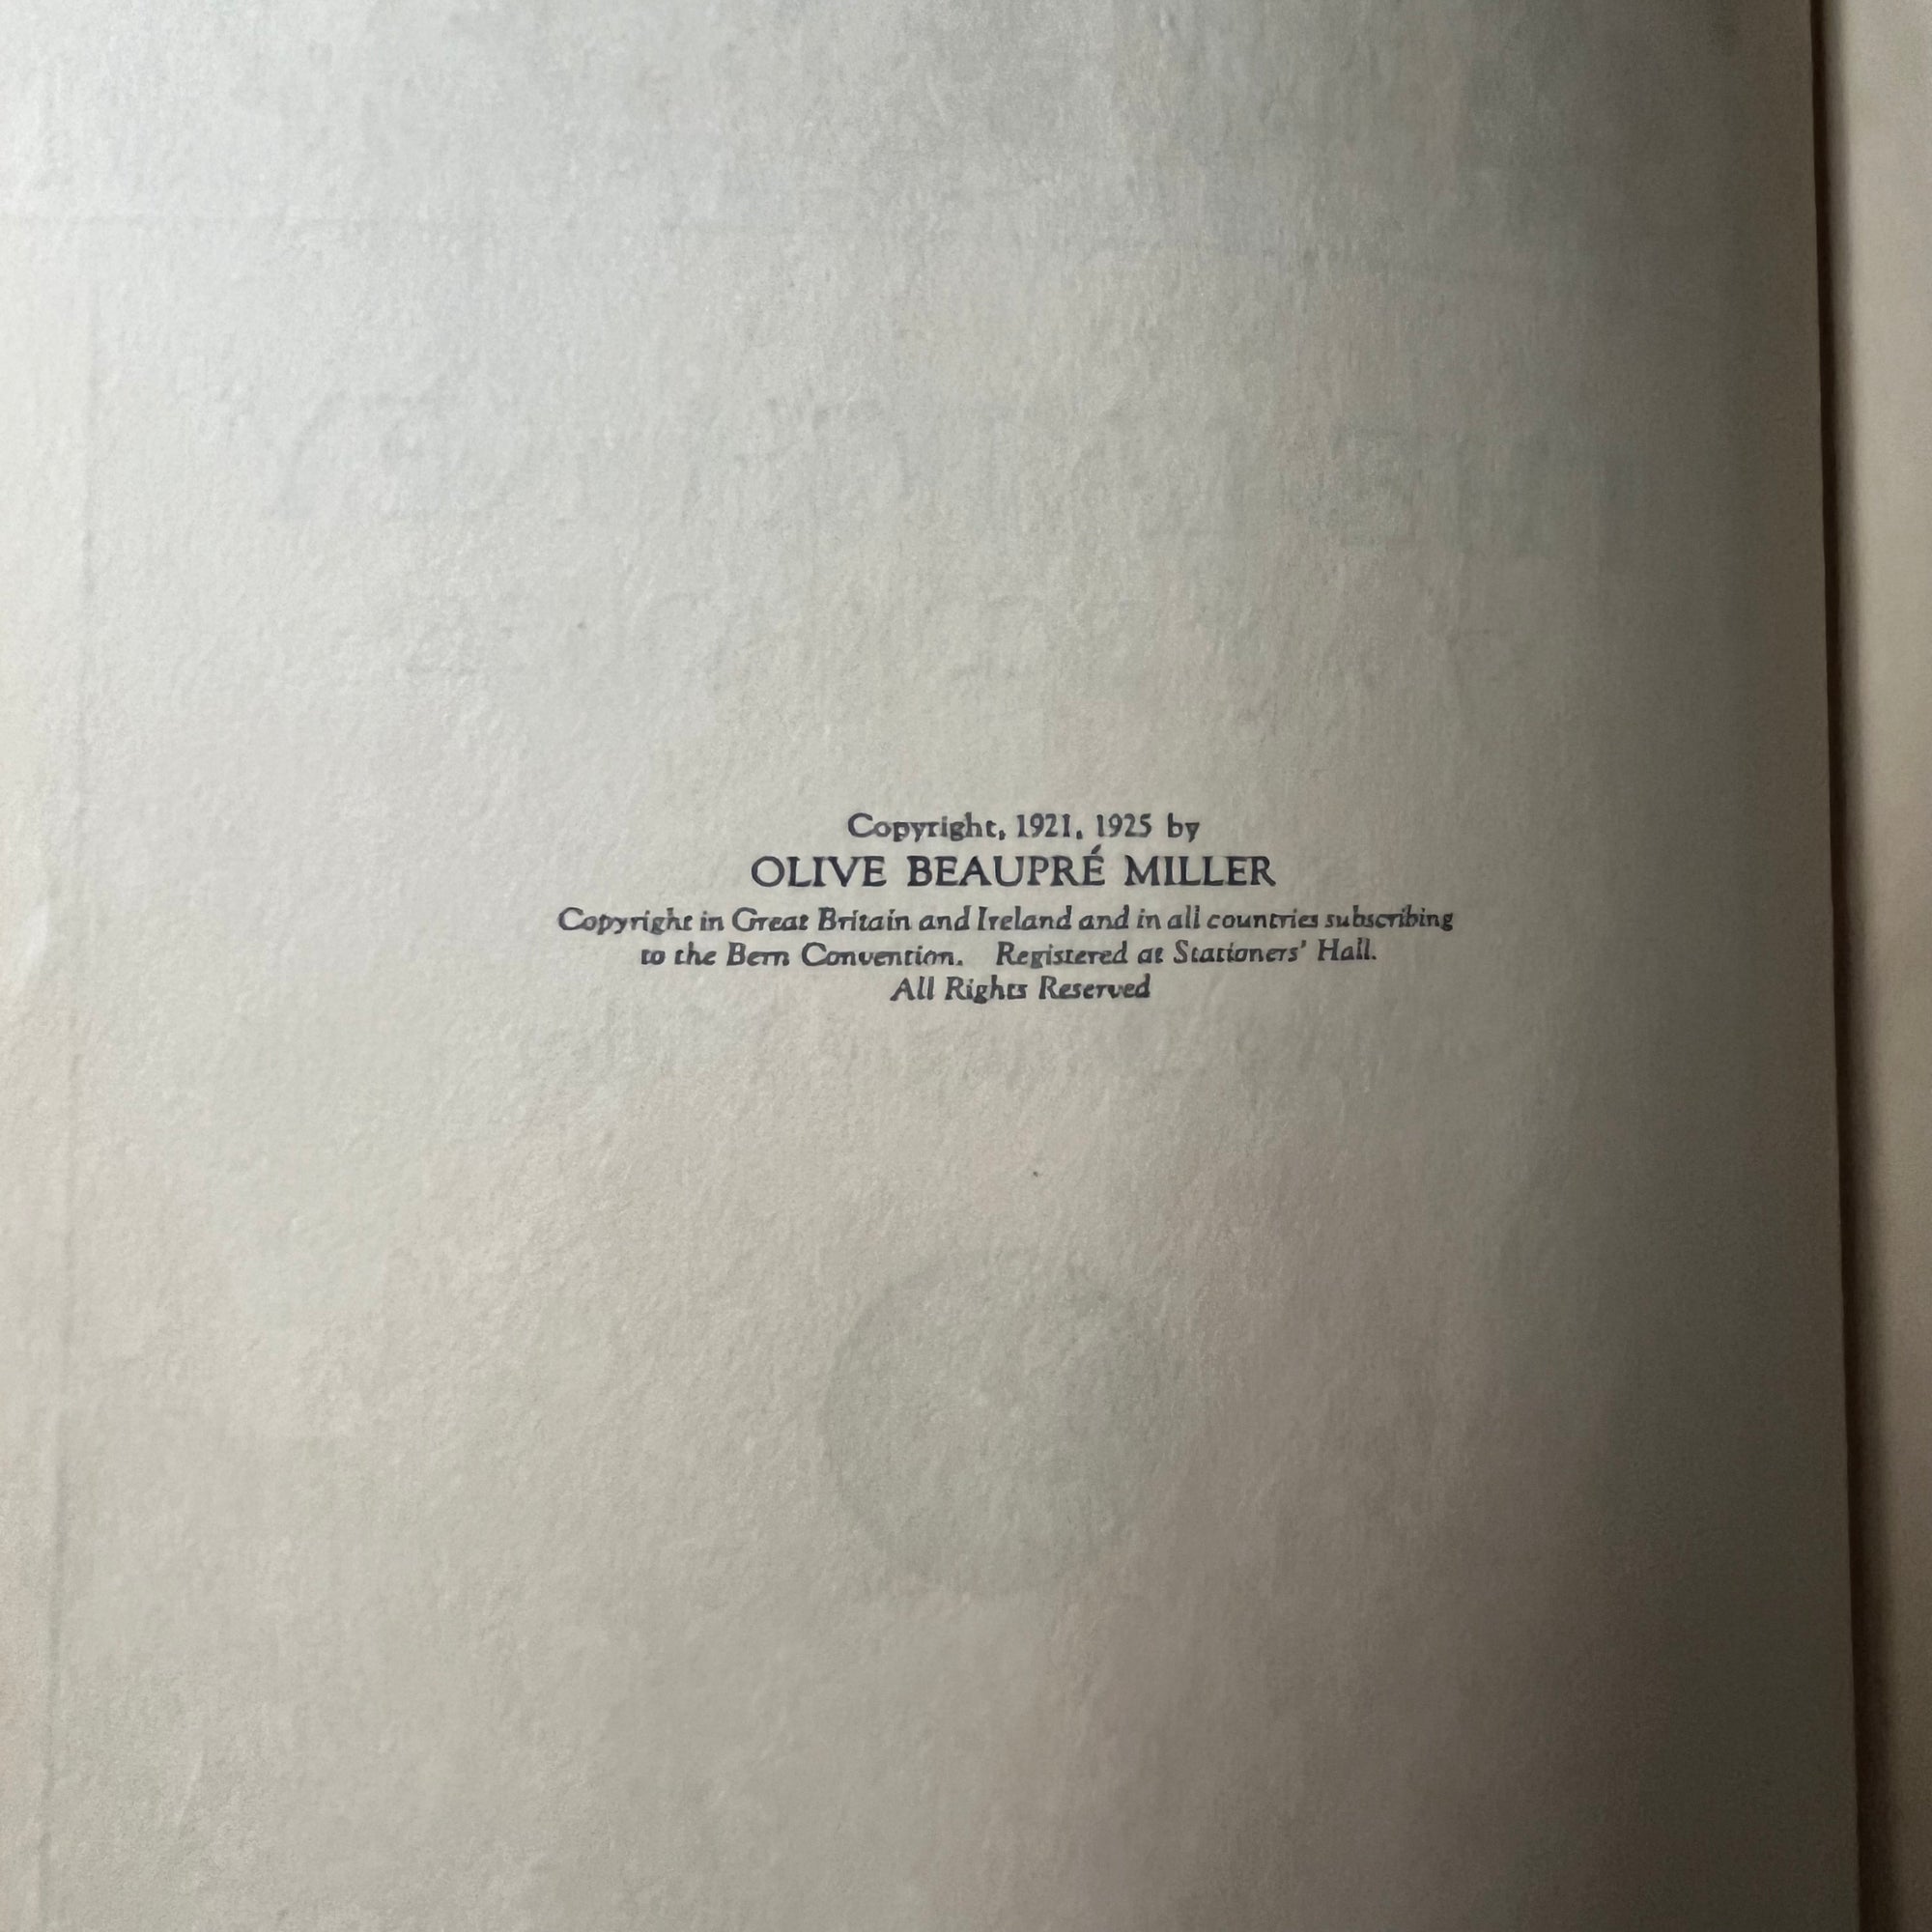 Copyright, 1921, 1925 by
OLIVE BEAUPRÉ MILLER
Copyright in Great Britain and Ireland and in all countries subscribing
to the Bern Convention. Registered at Stationers' Hall.
All Rights Reserved